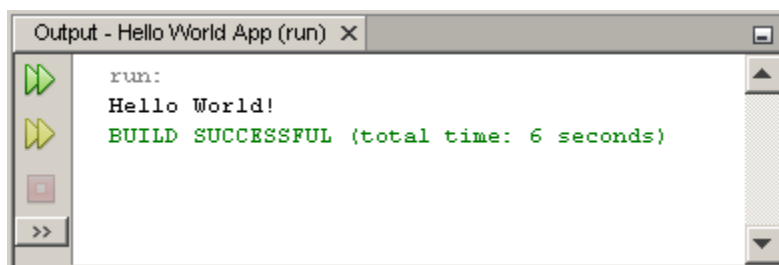 Output - Hello World App (run) X
run:
Hello World!
BUILD SUCCESSFUL (total time: 6 seconds)
>>